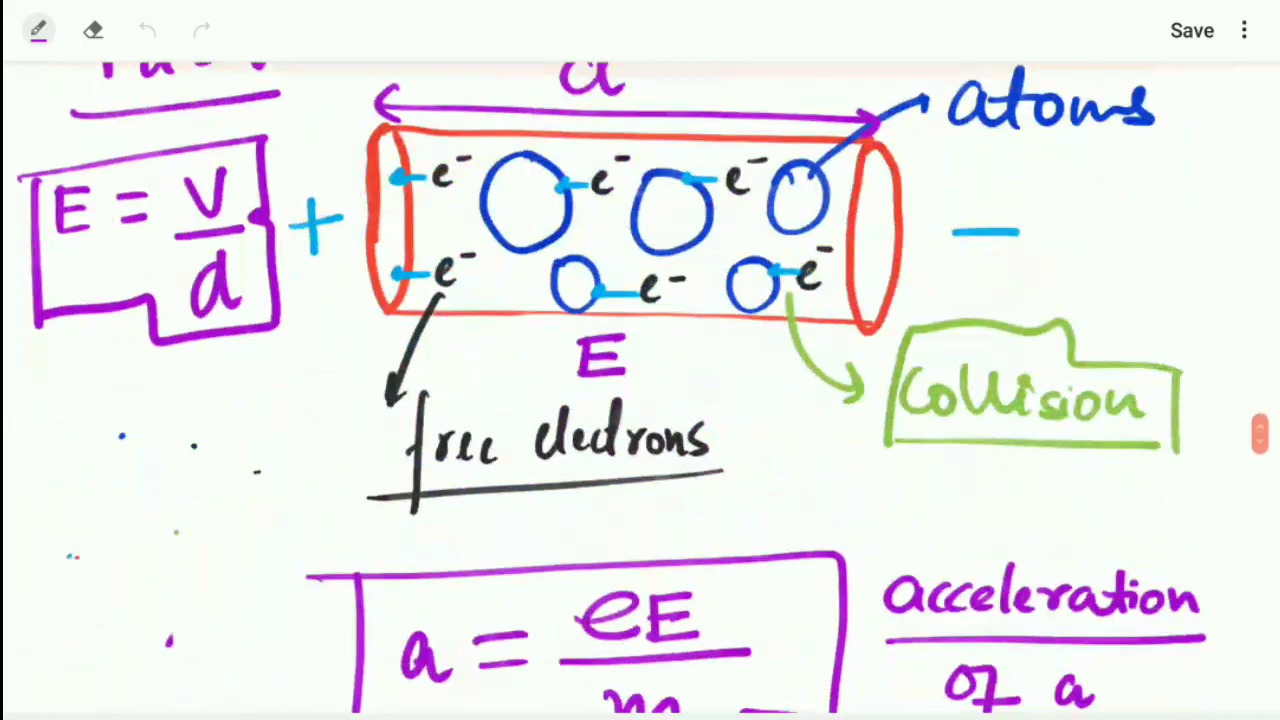 Save
d
atoms
E = V/d
+ e⁻ e⁻ e⁻ −
e⁻ e⁻ e⁻
E
Collision
free electrons
a = eE/m
acceleration
of a